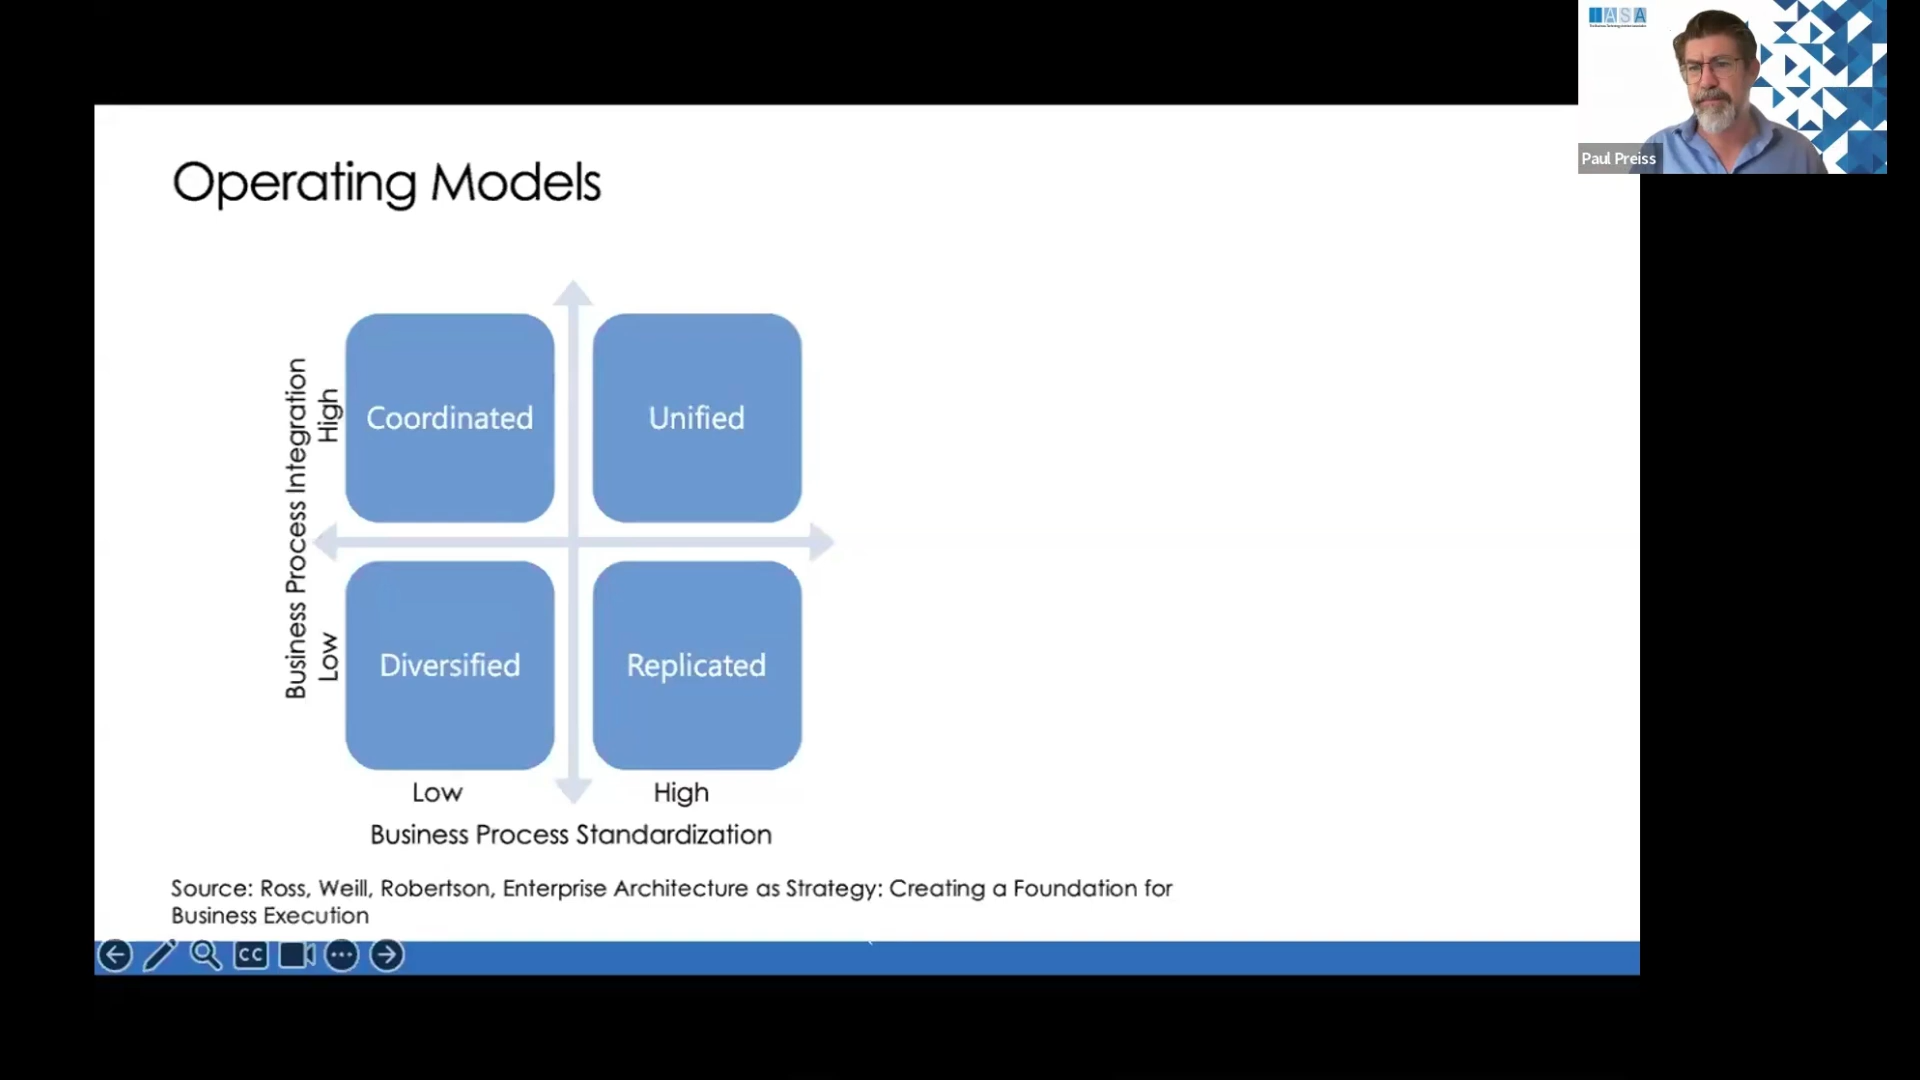 IASA
Paul Preiss
Operating Models
Business Process Integration
High
Low
Coordinated
Unified
Diversified
Replicated
Low
High
Business Process Standardization
Source: Ross, Weill, Robertson, Enterprise Architecture as Strategy: Creating a Foundation for
Business Execution
CC